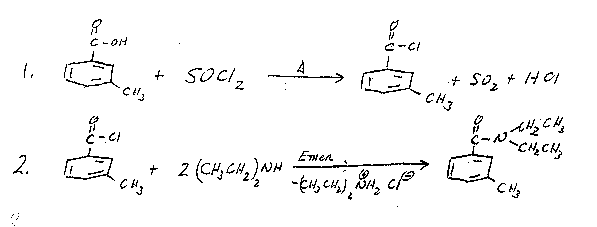 O
C-OH
1. CH3 + SOCl2 Δ C-Cl O CH3 + SO2 + HCl
O
C-Cl
2. CH3 + 2 (CH3CH2)2NH Ether -(CH3CH2)2 NH2 Cl ⊕ ⊖ O C-N CH2CH3 CH2CH3 CH3